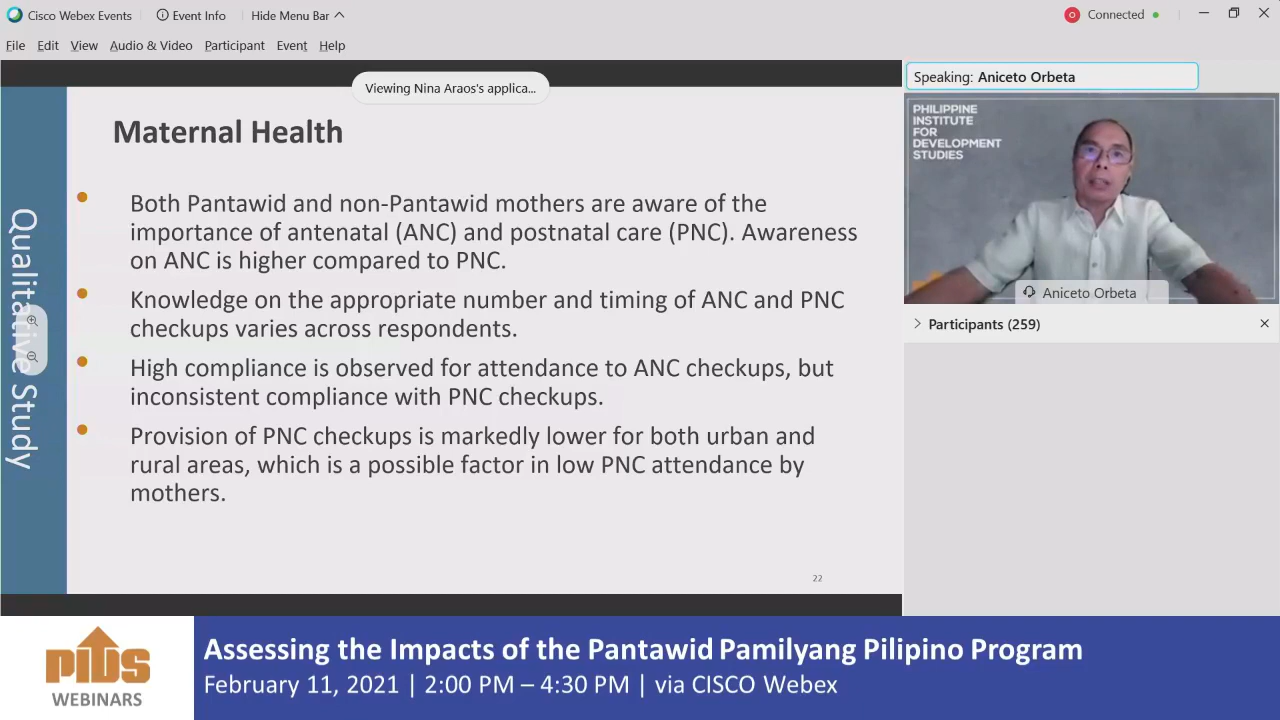 Cisco Webex Events
Event Info
Hide Menu Bar
Connected
File Edit View Audio & Video Participant Event Help
Viewing Nina Araos's applica...
Speaking: Aniceto Orbeta
PHILIPPINE
INSTITUTE
FOR
DEVELOPMENT
STUDIES
Aniceto Orbeta
Participants (259)
Qualitative Study
Maternal Health
Both Pantawid and non-Pantawid mothers are aware of the
importance of antenatal (ANC) and postnatal care (PNC). Awareness
on ANC is higher compared to PNC.
Knowledge on the appropriate number and timing of ANC and PNC
checkups varies across respondents.
High compliance is observed for attendance to ANC checkups, but
inconsistent compliance with PNC checkups.
Provision of PNC checkups is markedly lower for both urban and
rural areas, which is a possible factor in low PNC attendance by
mothers.
22
PIDS
WEBINARS
Assessing the Impacts of the Pantawid Pamilyang Pilipino Program
February 11, 2021 | 2:00 PM – 4:30 PM | via CISCO Webex